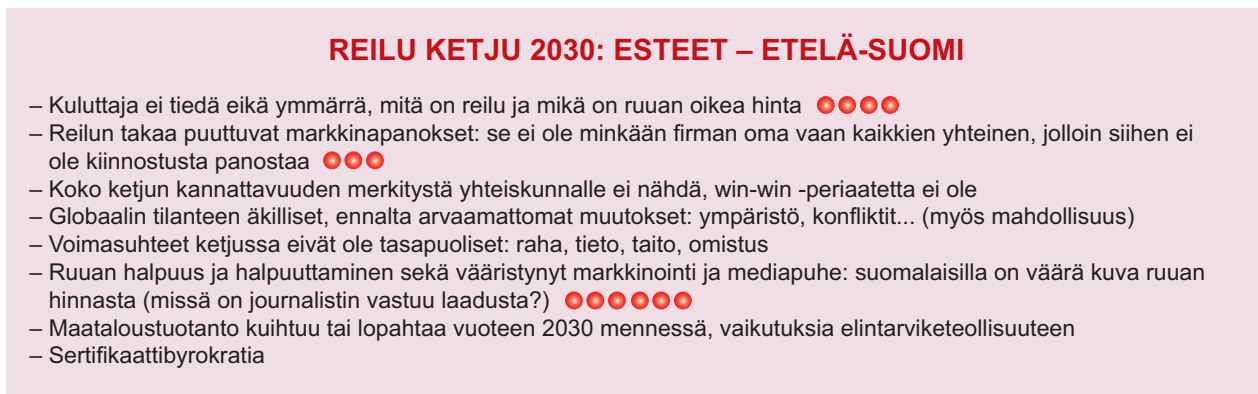 REILU KETJU 2030: ESTEET – ETELÄ-SUOMI
– Kuluttaja ei tiedä eikä ymmärrä, mitä on reilu ja mikä on ruuan oikea hinta
– Reilun takaa puuttuvat markkinapanokset: se ei ole minkään firman oma vaan kaikkien yhteinen, jolloin siihen ei
ole kiinnostusta panostaa
– Koko ketjun kannattavuuden merkitystä yhteiskunnalle ei nähdä, win-win -periaatetta ei ole
– Globaalin tilanteen äkilliset, ennalta arvaamattomat muutokset: ympäristö, konfliktit... (myös mahdollisuus)
– Voimasuhteet ketjussa eivät ole tasapuoliset: raha, tieto, taito, omistus
– Ruuan halpuus ja halpuuttaminen sekä vääristynyt markkinointi ja mediapuhe: suomalaisilla on väärä kuva ruuan
hinnasta (missä on journalistin vastuu laadusta?)
– Maataloustuotanto kuihtuu tai lopahtaa vuoteen 2030 mennessä, vaikutuksia elintarviketeollisuuteen
– Sertifikaattibyrokratia